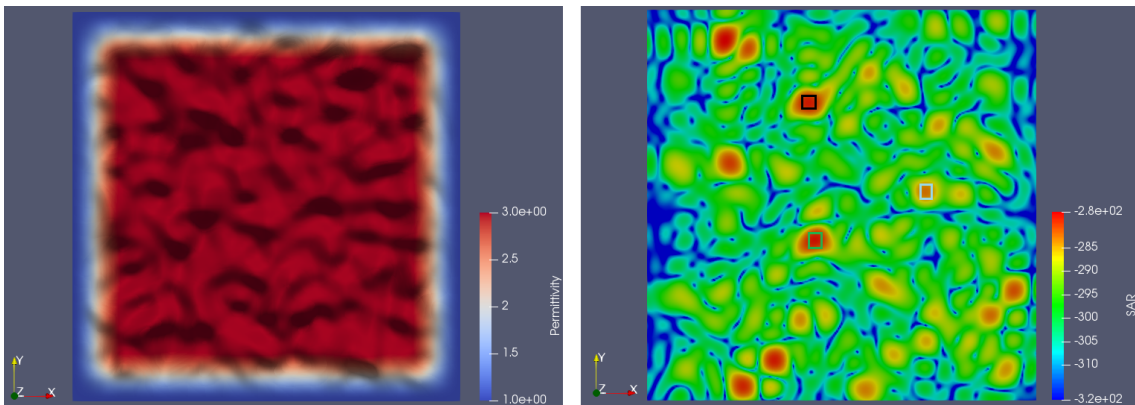 3.0e+00
2.5
2
1.5
1.0e+00
Permittivity
Y
Z
X
-2.8e+02
-285
-290
-295
-300
-305
-310
-3.2e+02
SAR
Y
Z
X